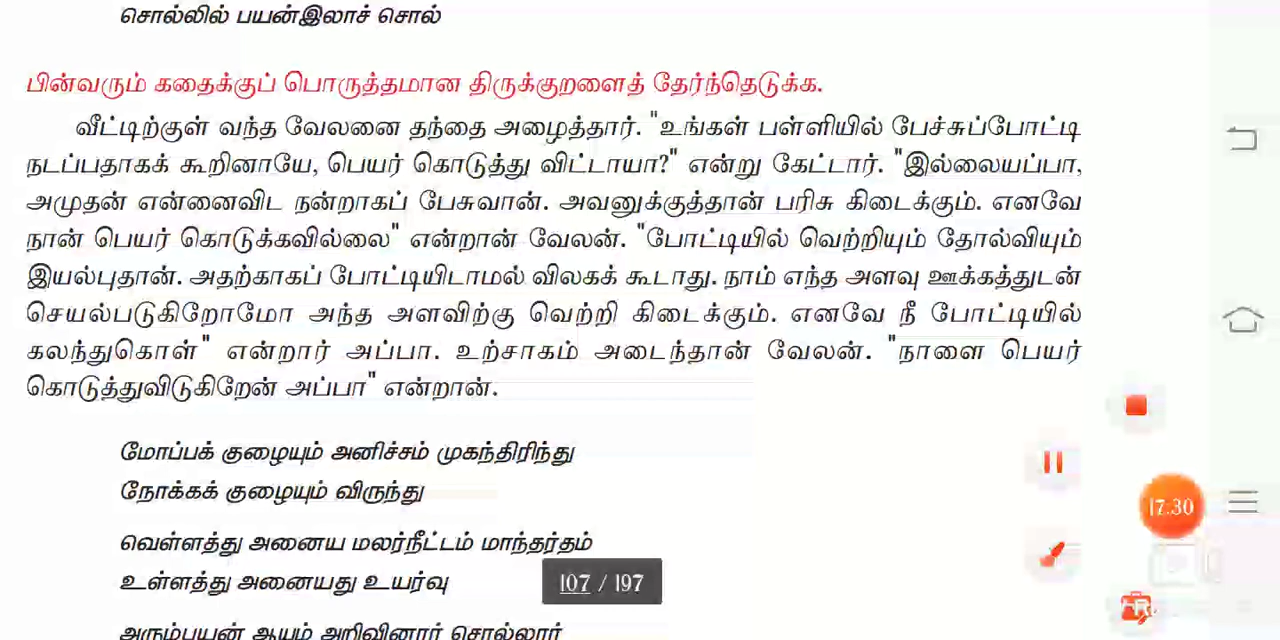 சொல்லில் பயன்இலாச் சொல்
பின்வரும் கதைக்குப் பொருத்தமான திருக்குறளைத் தேர்ந்தெடுக்க.
வீட்டிற்குள் வந்த வேலனை தந்தை அழைத்தார். "உங்கள் பள்ளியில் பேச்சுப்போட்டி
நடப்பதாகக் கூறினாயே, பெயர் கொடுத்து விட்டாயா?" என்று கேட்டார். "இல்லையப்பா,
அமுதன் என்னைவிட நன்றாகப் பேசுவான். அவனுக்குத்தான் பரிசு கிடைக்கும். எனவே
நான் பெயர் கொடுக்கவில்லை" என்றான் வேலன். "போட்டியில் வெற்றியும் தோல்வியும்
இயல்புதான். அதற்காகப் போட்டியிடாமல் விலகக் கூடாது. நாம் எந்த அளவு ஊக்கத்துடன்
செயல்படுகிறோமோ அந்த அளவிற்கு வெற்றி கிடைக்கும். எனவே நீ போட்டியில்
கலந்துகொள்" என்றார் அப்பா. உற்சாகம் அடைந்தான் வேலன். "நாளை பெயர்
கொடுத்துவிடுகிறேன் அப்பா" என்றான்.
மோப்பக் குழையும் அனிச்சம் முகந்திரிந்து
நோக்கக் குழையும் விருந்து
வெள்ளத்து அனைய மலர்நீட்டம் மாந்தர்தம்
உள்ளத்து அனையது உயர்வு
அரும்பயன் ஆயும் அறிவினார் சொல்லார்
107 / 197
17:30